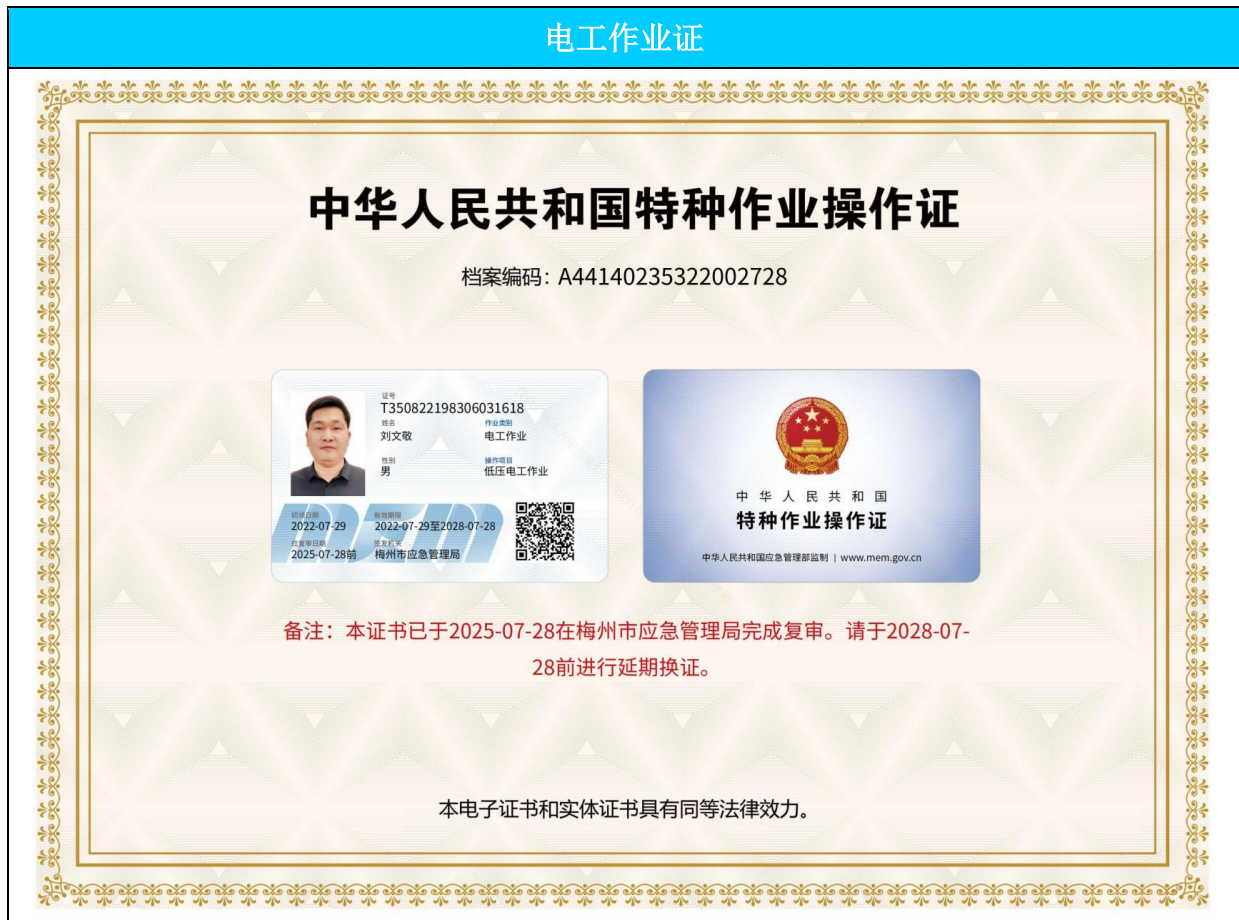 电工作业证
中华人民共和国特种作业操作证
档案编码：A44140235322002728
证号
T350822198306031618
姓名 作业类别
刘文敬 电工作业
性别 操作项目
男 低压电工作业
初领日期 有效期限
2022-07-29 2022-07-29至2028-07-28
应复审日期 签发机关
2025-07-28前 梅州市应急管理局
中华人民共和国
特种作业操作证
中华人民共和国应急管理部监制 | www.mem.gov.cn
备注：本证书已于2025-07-28在梅州市应急管理局完成复审。请于2028-07-
28前进行延期换证。
本电子证书和实体证书具有同等法律效力。